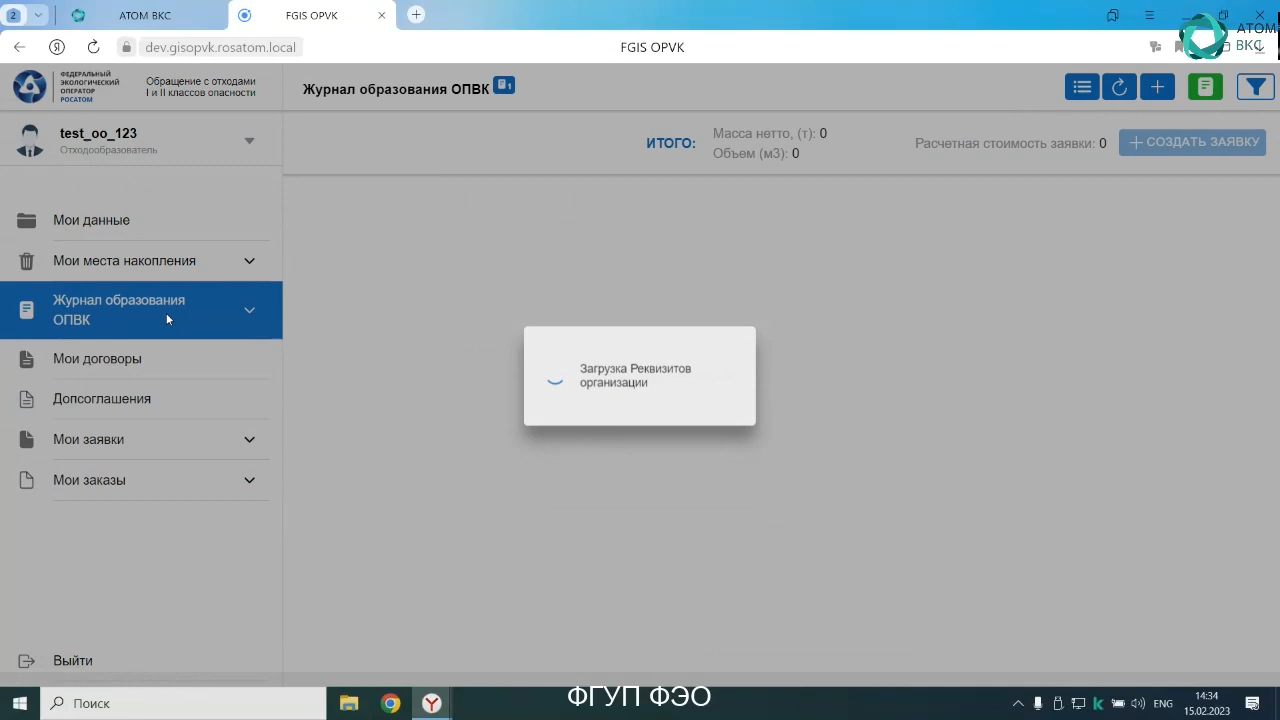 2
АТОМ ВКС
FGIS OPVK
dev.gisopvk.rosatom.local
FGIS OPVK
АТОМ
ВКС
ФЕДЕРАЛЬНЫЙ
ЭКОЛОГИЧЕСКИЙ
ОПЕРАТОР
РОСАТОМ
Обращение с отходами
I и II классов опасности
Журнал образования ОПВК
1
test_oo_123
Отходообразователь
ИТОГО:
Масса нетто, (т): 0
Объем (м3): 0
Расчетная стоимость заявки: 0
СОЗДАТЬ ЗАЯВКУ
Мои данные
Мои места накопления
Журнал образования
ОПВК
Мои договоры
Допсоглашения
Мои заявки
Мои заказы
Загрузка Реквизитов
организации
Выйти
Поиск
ФГУП ФЭО
ENG
14:34
15.02.2023